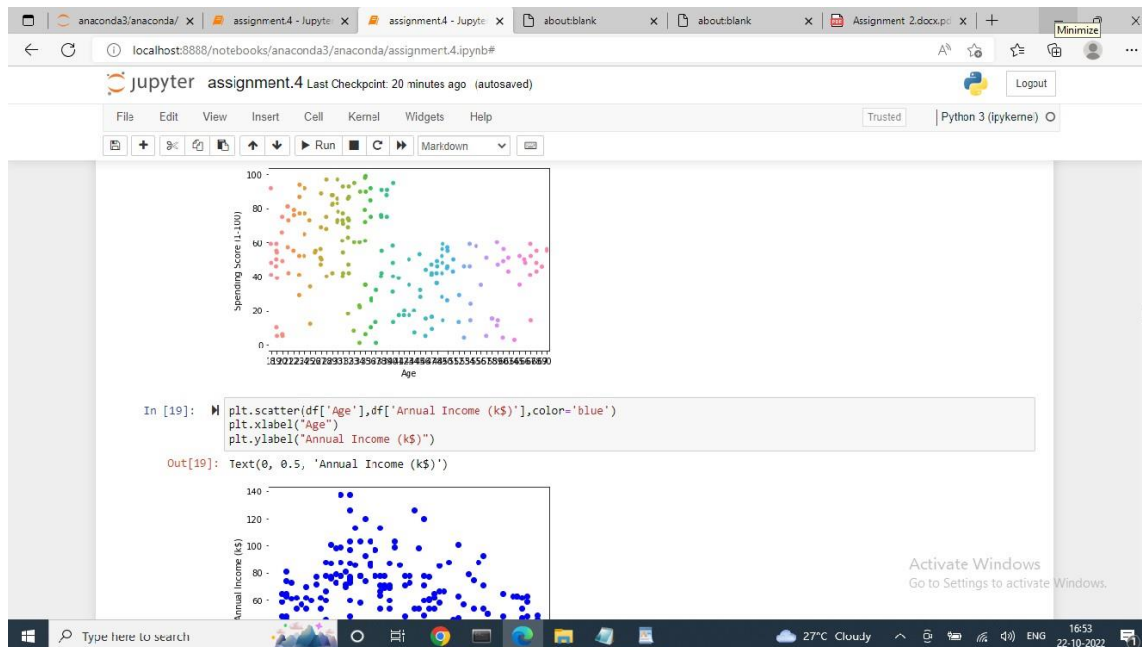 anaconda3/anaconda/
assignment.4 - Jupyte
assignment.4 - Jupyte
about:blank
about:blank
Assignment 2.docx.pd
Minimize
localhost:8888/notebooks/anaconda3/anaconda/assignment.4.ipynb#
jupyter assignment.4 Last Checkpoint: 20 minutes ago (autosaved)
Logout
File Edit View Insert Cell Kernal Widgets Help
Trusted
Python 3 (ipykernel)
Run
Markdown
100
80
60
40
20
0
Spending Score (1-100)
Age
In [19]:
plt.scatter(df['Age'],df['Annual Income (k$)'],color='blue')
plt.xlabel("Age")
plt.ylabel("Annual Income (k$)")
Out[19]: Text(0, 0.5, 'Annual Income (k$)')
140
120
100
80
60
Annual Income (k$)
Activate Windows
Go to Settings to activate Windows.
Type here to search
27°C Cloudy
ENG
16:53
22-10-2022